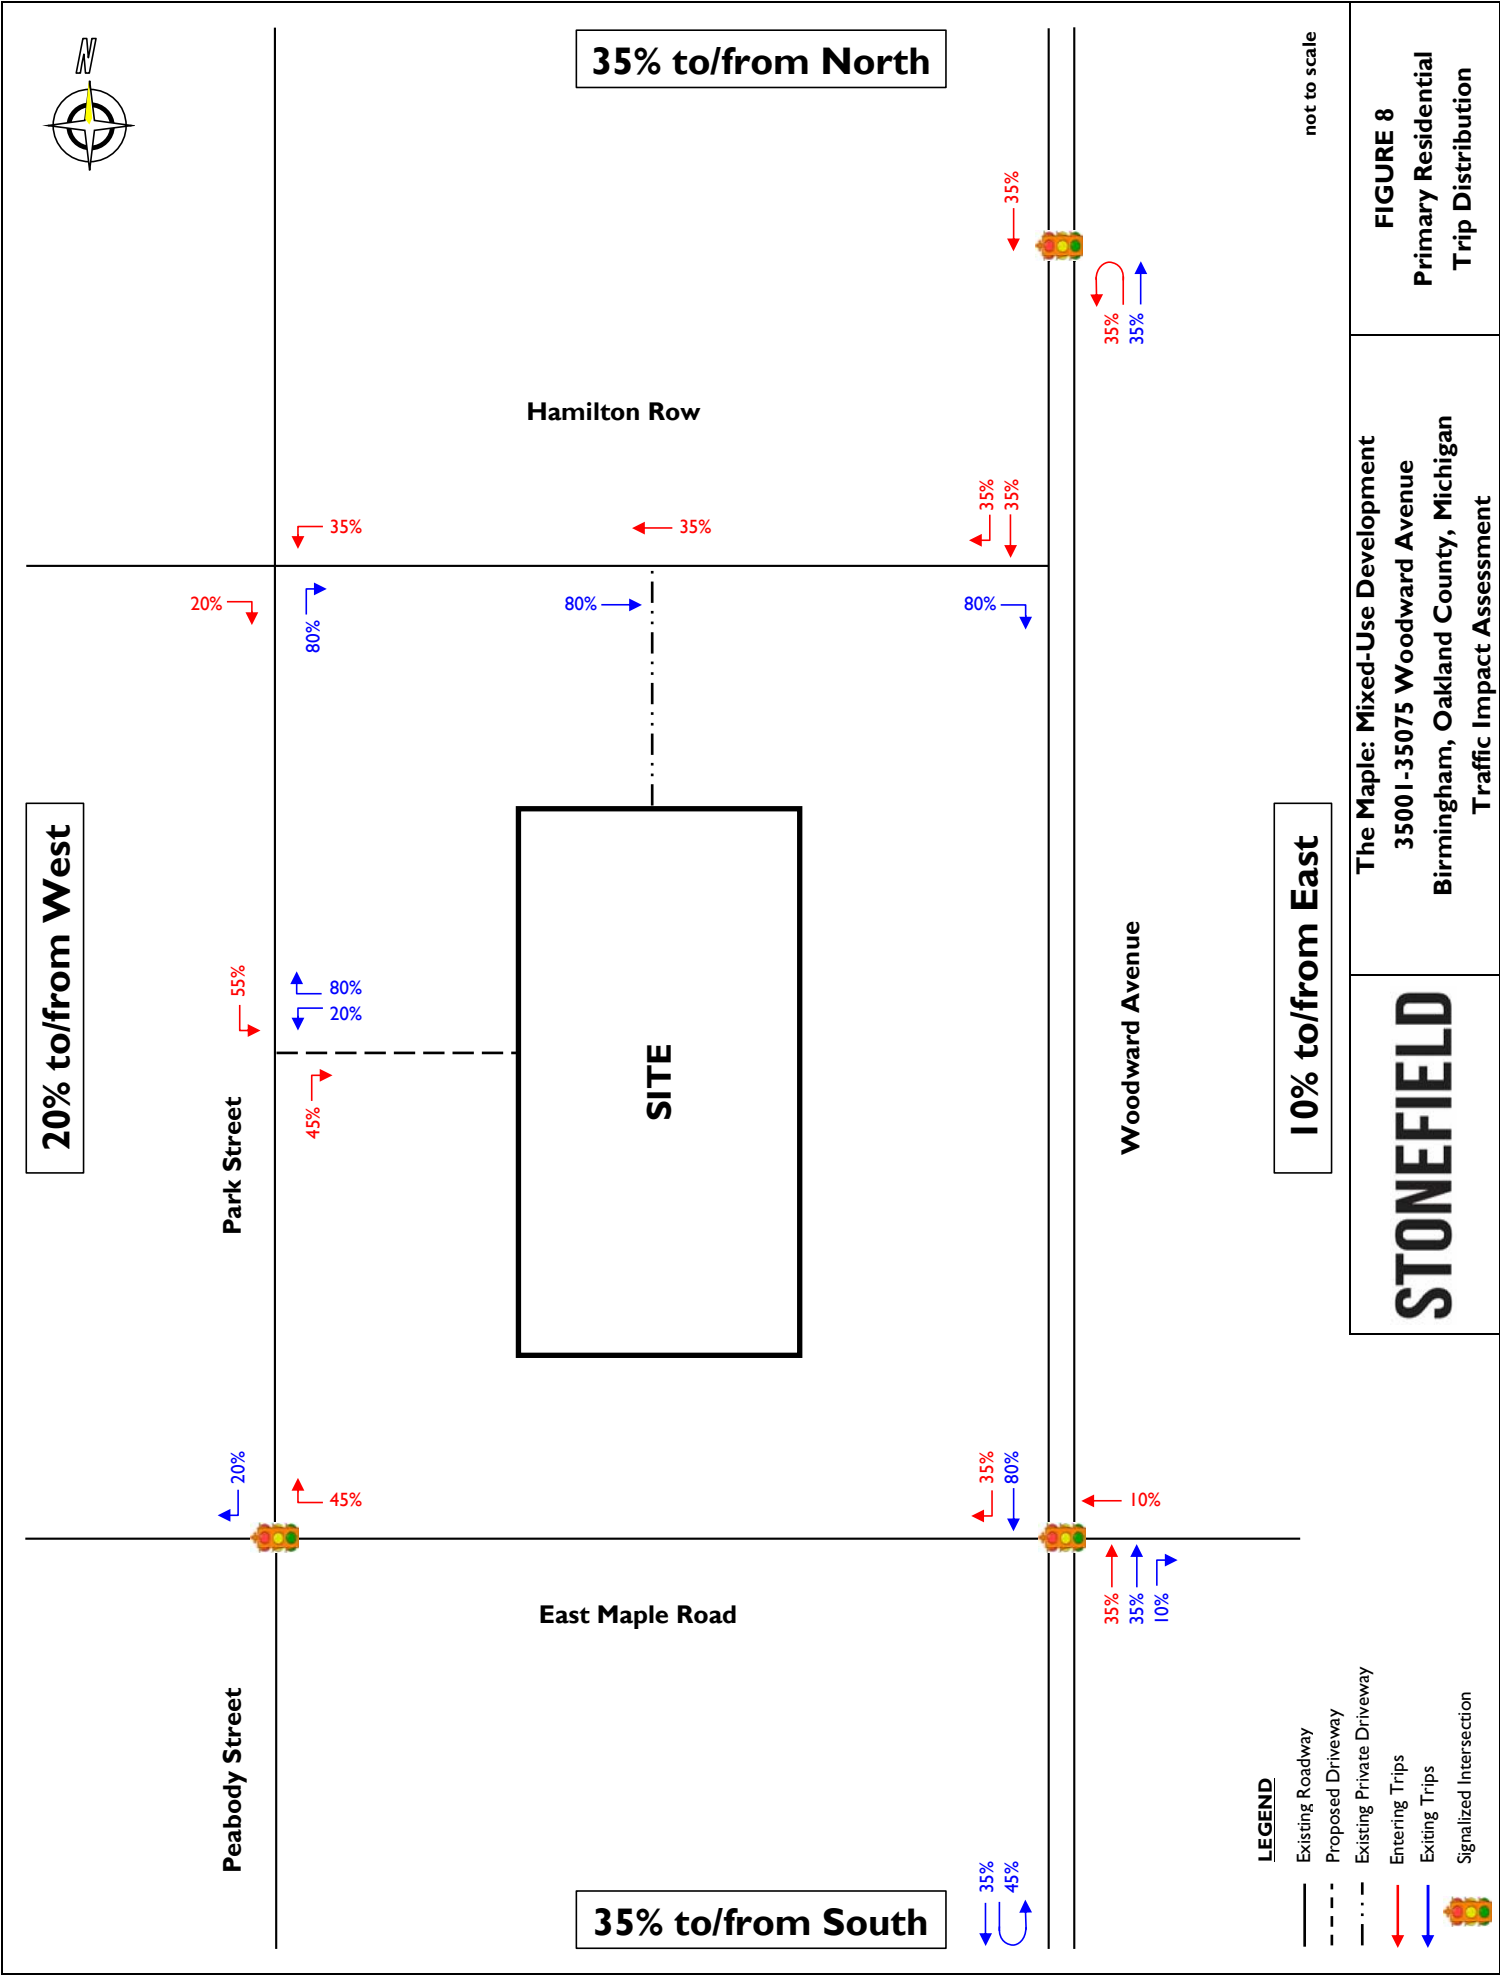 N
35% to/from North
not to scale
35%
35%
35%
Hamilton Row
35%
35%
35%
35%
20%
80%
80%
80%
20% to/from West
55%
80%
20%
45%
Park Street
SITE
Woodward Avenue
10% to/from East
20%
45%
35%
80%
10%
35%
35%
10%
East Maple Road
Peabody Street
35%
45%
35% to/from South
LEGEND
Existing Roadway
Proposed Driveway
Existing Private Driveway
Entering Trips
Exiting Trips
Signalized Intersection
STONEFIELD
The Maple: Mixed-Use Development
35001-35075 Woodward Avenue
Birmingham, Oakland County, Michigan
Traffic Impact Assessment
FIGURE 8
Primary Residential
Trip Distribution